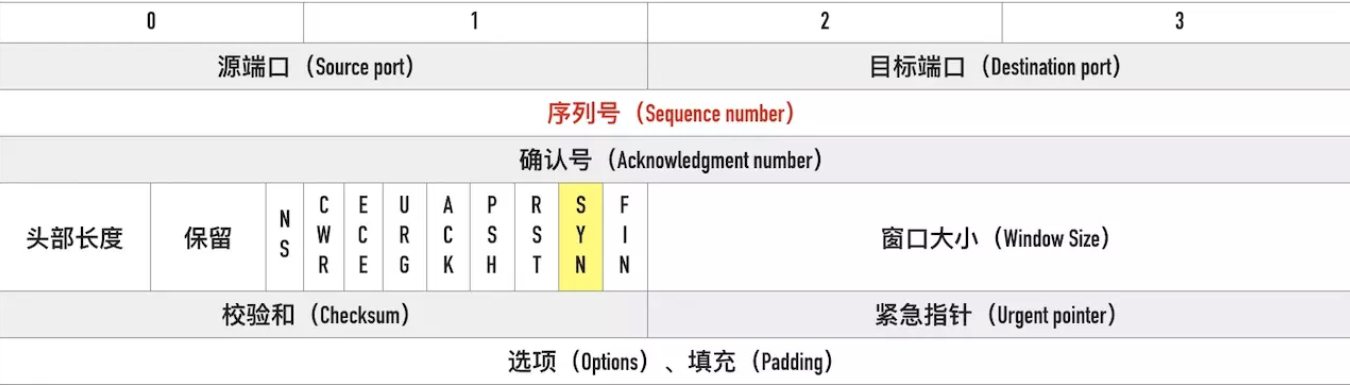 0 1 2 3
源端口（Source port） 目标端口（Destination port）
序列号（Sequence number）
确认号（Acknowledgment number）
头部长度 保留 NS CWR ECE URG ACK PSH RST SYN FIN 窗口大小（Window Size）
校验和（Checksum） 紧急指针（Urgent pointer）
选项（Options）、填充（Padding）